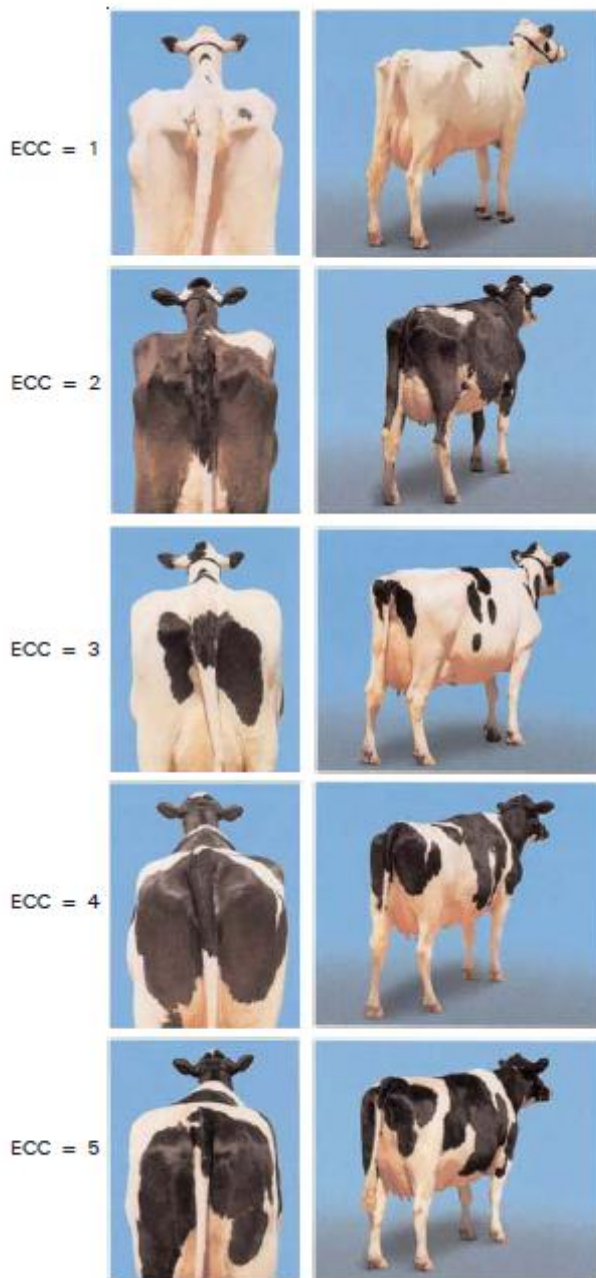 ECC = 1
ECC = 2
ECC = 3
ECC = 4
ECC = 5